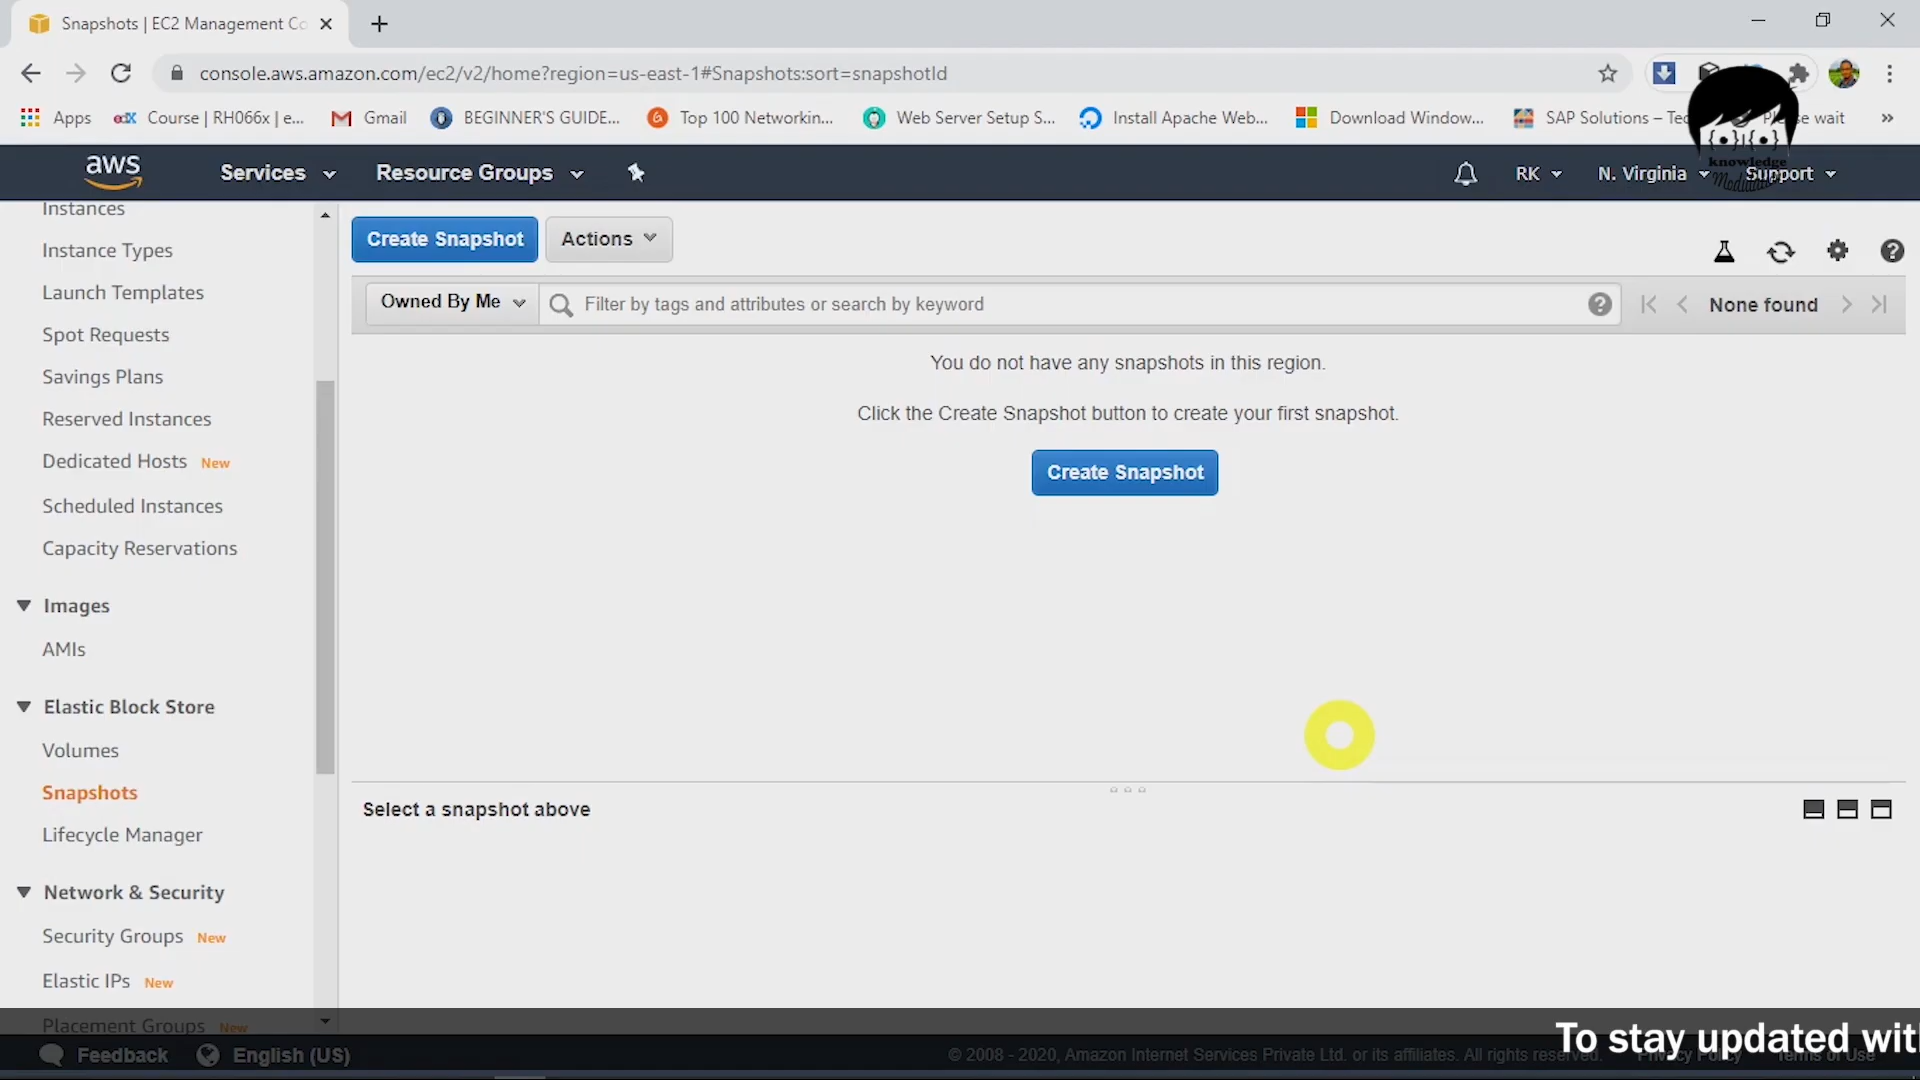 Snapshots | EC2 Management Co
console.aws.amazon.com/ec2/v2/home?region=us-east-1#Snapshots:sort=snapshotId
Apps
edX Course | RH066x | e...
Gmail
BEGINNER'S GUIDE...
Top 100 Networkin...
Web Server Setup S...
Install Apache Web...
Download Window...
SAP Solutions – Tec
wait
»
aws
Services
Resource Groups
RK
N. Virginia
Support
{•}|{•}
knowledge
Instances
Instance Types
Launch Templates
Spot Requests
Savings Plans
Reserved Instances
Dedicated Hosts New
Scheduled Instances
Capacity Reservations
Images
AMIs
Elastic Block Store
Volumes
Snapshots
Lifecycle Manager
Network & Security
Security Groups New
Elastic IPs New
Placement Groups New
Create Snapshot
Actions
Owned By Me
Filter by tags and attributes or search by keyword
None found
You do not have any snapshots in this region.
Click the Create Snapshot button to create your first snapshot.
Create Snapshot
Select a snapshot above
To stay updated wit
Feedback
English (US)
© 2008 - 2020, Amazon Internet Services Private Ltd. or its affiliates. All rights reserved.
Privacy Policy
Terms of Use